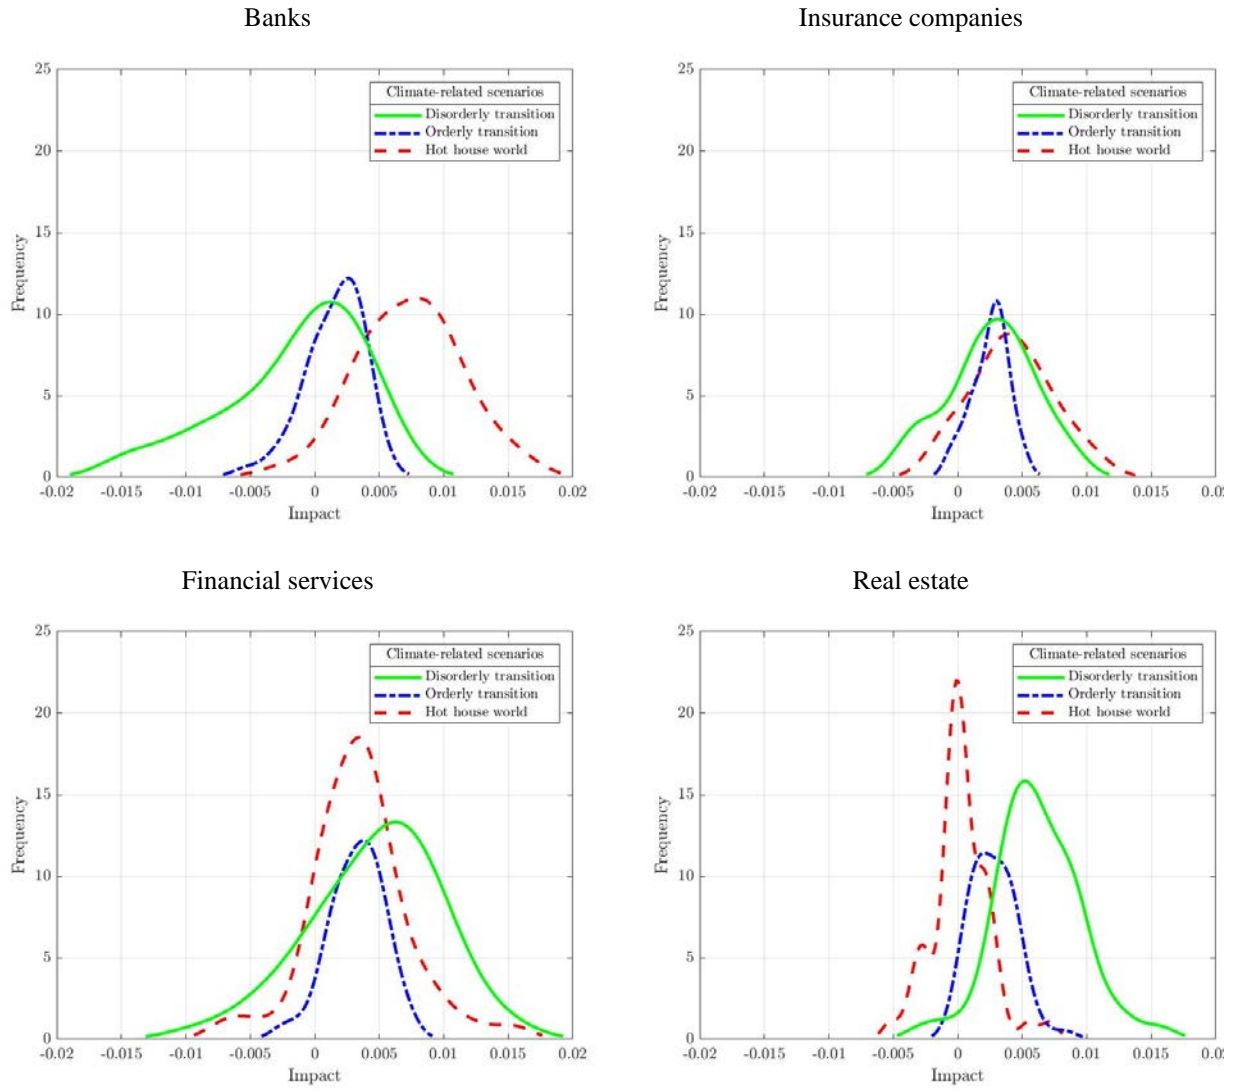 Banks
Insurance companies
25
20
15
10
5
0
Frequency
-0.02 -0.015 -0.01 -0.005 0 0.005 0.01 0.015 0.02
Impact
Climate-related scenarios
Disorderly transition
Orderly transition
Hot house world
25
20
15
10
5
0
Frequency
-0.02 -0.015 -0.01 -0.005 0 0.005 0.01 0.015
Impact
Climate-related scenarios
Disorderly transition
Orderly transition
Hot house world
Financial services
Real estate
25
20
15
10
5
0
Frequency
-0.02 -0.015 -0.01 -0.005 0 0.005 0.01 0.015 0.02
Impact
Climate-related scenarios
Disorderly transition
Orderly transition
Hot house world
25
20
15
10
5
0
Frequency
-0.02 -0.015 -0.01 -0.005 0 0.005 0.01 0.015
Impact
Climate-related scenarios
Disorderly transition
Orderly transition
Hot house world